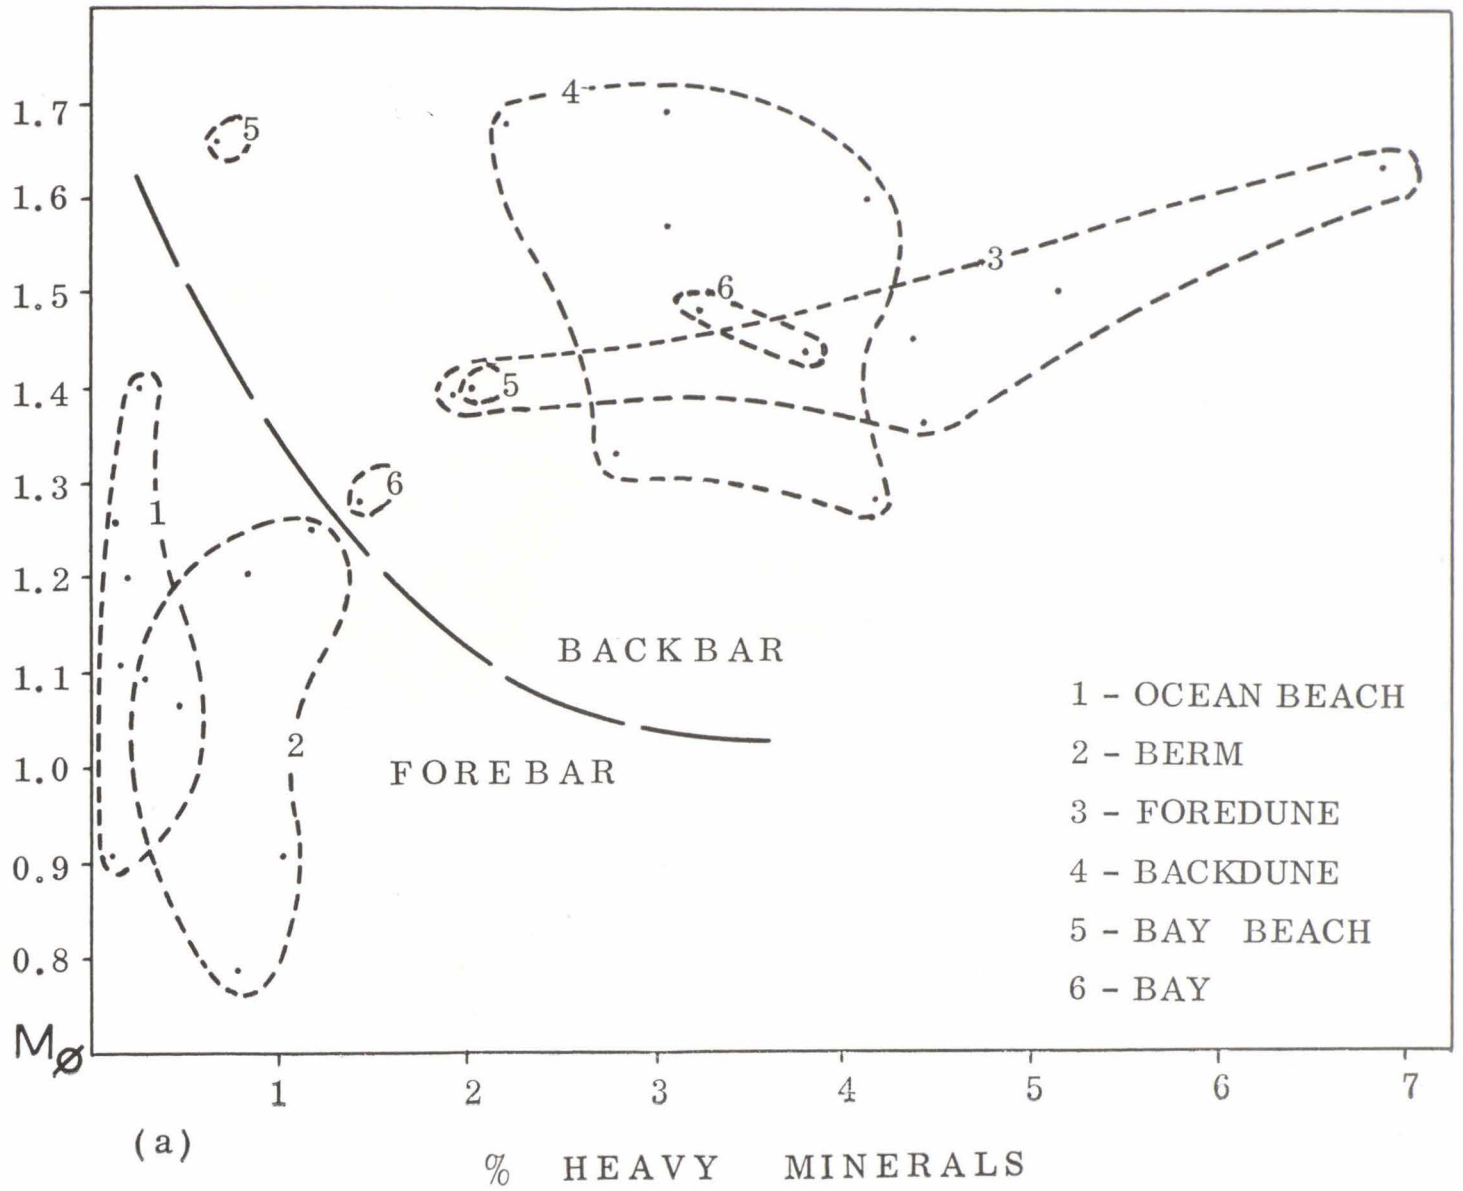 4
1.7
5
1.6
3
1.5
6
1.4
5
1.3
6
1
1.2
BACKBAR
1.1
1 - OCEAN BEACH
2
2 - BERM
1.0
FOREBAR
3 - FOREDUNE
0.9
4 - BACKDUNE
5 - BAY BEACH
0.8
6 - BAY
MØ
1 2 3 4 5 6 7
(a)
% HEAVY MINERALS